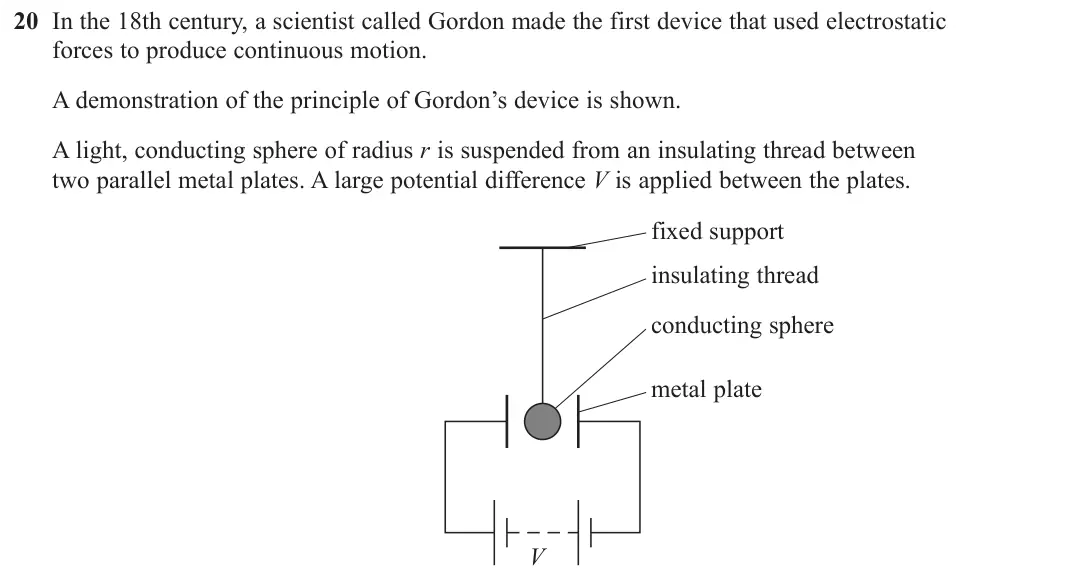 20 In the 18th century, a scientist called Gordon made the first device that used electrostatic
forces to produce continuous motion.
A demonstration of the principle of Gordon’s device is shown.
A light, conducting sphere of radius r is suspended from an insulating thread between
two parallel metal plates. A large potential difference V is applied between the plates.
fixed support
insulating thread
conducting sphere
metal plate
V